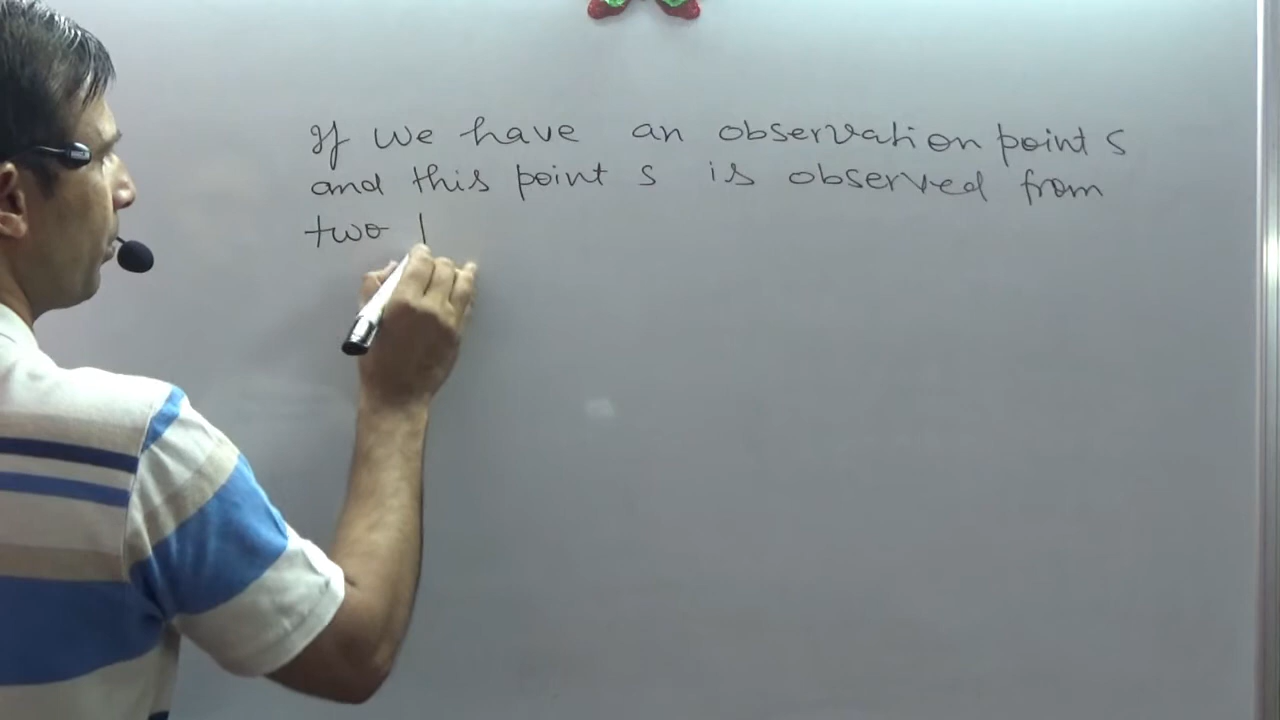 If we have an observation point S
and this point S is observed from
two